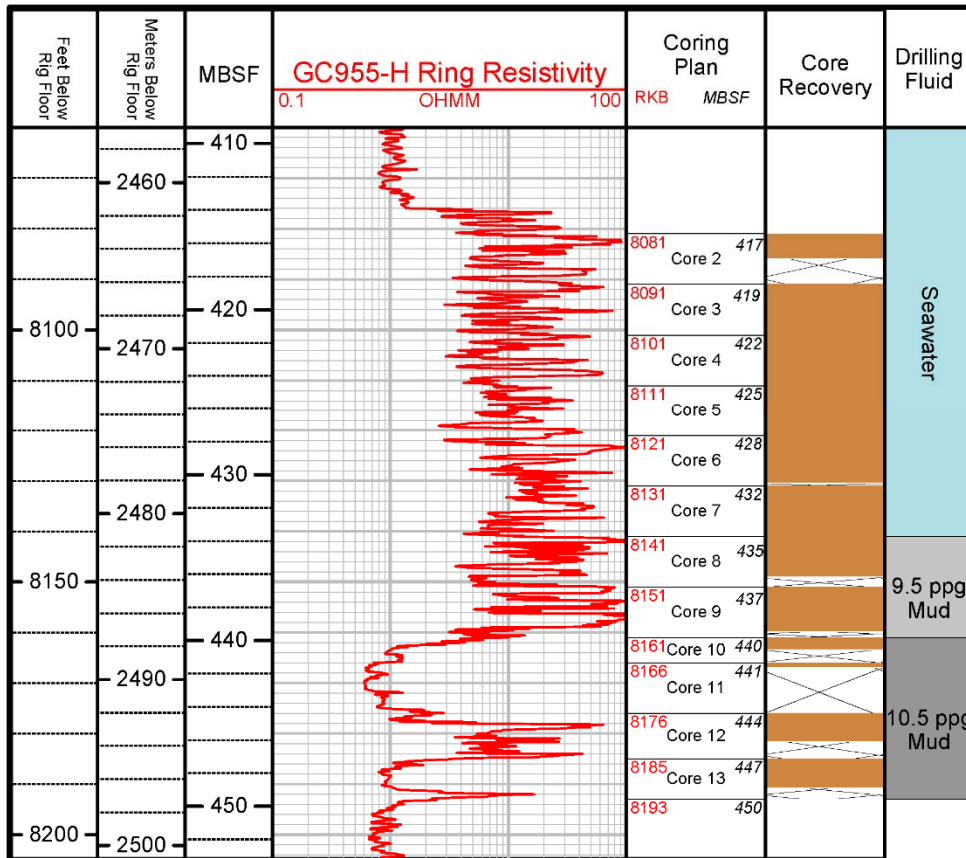 Feet Below
Rig Floor
Meters Below
Rig Floor
MBSF
GC955-H Ring Resistivity
0.1 OHMM 100
Coring
Plan
RKB MBSF
Core
Recovery
Drilling
Fluid
410
2460
8081 417
Core 2
8091 419
Core 3
420
8100
8101 422
2470
Core 4
8111 425
Core 5
8121 428
Core 6
430
8131 432
Core 7
2480
Seawater
8141 435
Core 8
8150
9.5 ppg
Mud
8151 437
Core 9
440
8161 Core 10 440
8166 441
2490
Core 11
8176 444
Core 12
10.5 ppg
Mud
8185 447
Core 13
450
8193 450
8200
2500